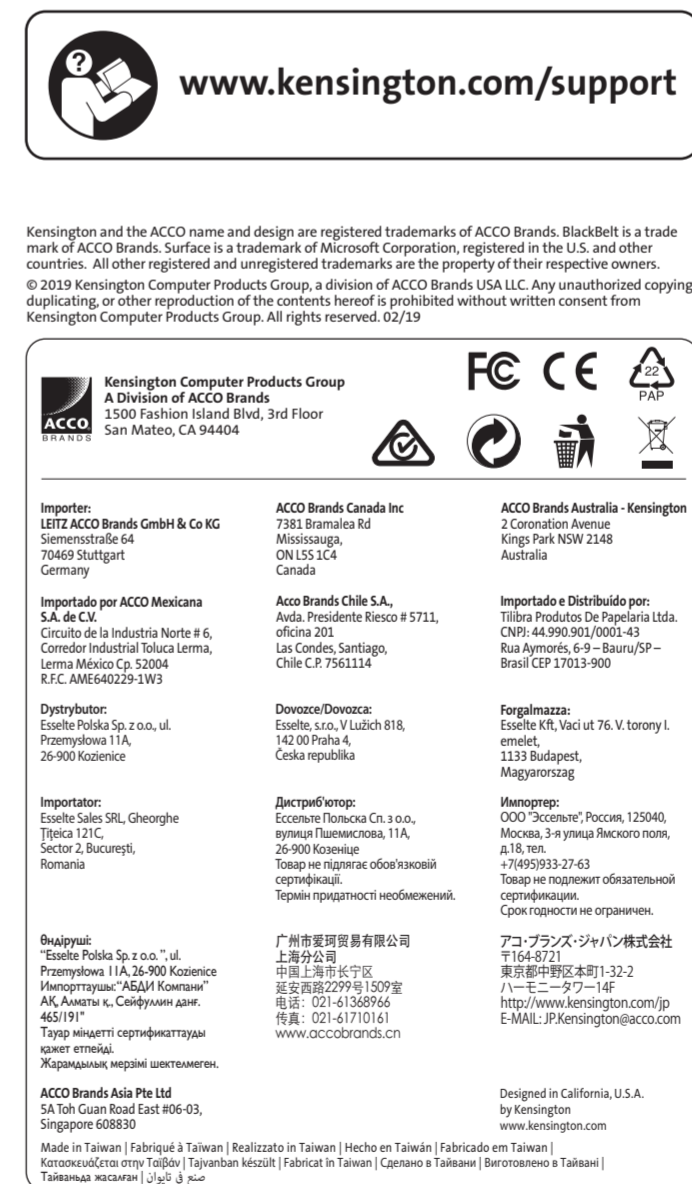 ?
www.kensington.com/support
Kensington and the ACCO name and design are registered trademarks of ACCO Brands. BlackBelt is a trade
mark of ACCO Brands. Surface is a trademark of Microsoft Corporation, registered in the U.S. and other
countries. All other registered and unregistered trademarks are the property of their respective owners.
© 2019 Kensington Computer Products Group, a division of ACCO Brands USA LLC. Any unauthorized copying,
duplicating, or other reproduction of the contents hereof is prohibited without written consent from
Kensington Computer Products Group. All rights reserved. 02/19
ACCO
BRANDS
Kensington Computer Products Group
A Division of ACCO Brands
1500 Fashion Island Blvd, 3rd Floor
San Mateo, CA 94404
FC CE
22
PAP
Importer:
LEITZ ACCO Brands GmbH & Co KG
Siemensstraße 64
70469 Stuttgart
Germany
ACCO Brands Canada Inc
7381 Bramalea Rd
Mississauga,
ON L5S 1C4
Canada
ACCO Brands Australia - Kensington
2 Coronation Avenue
Kings Park NSW 2148
Australia
Importado por ACCO Mexicana
S.A. de C.V.
Circuito de la Industria Norte # 6,
Corredor Industrial Toluca Lerma,
Lerma México Cp. 52004
R.F.C. AME640229-1W3
Acco Brands Chile S.A.,
Avda. Presidente Riesco # 5711,
oficina 201
Las Condes, Santiago,
Chile C.P. 7561114
Importado e Distribuído por:
Tilibra Produtos De Papelaria Ltda.
CNPJ: 44.990.901/0001-43
Rua Aymorés, 6-9 – Bauru/SP –
Brasil CEP 17013-900
Dystrybutor:
Esselte Polska Sp. z o.o., ul.
Przemysłowa 11A,
26-900 Kozienice
Dovozce/Dovozca:
Esselte, s.r.o., V Lužich 818,
142 00 Praha 4,
Česka republika
Forgalmazza:
Esselte Kft, Vaci ut 76. V. torony I.
emelet,
1133 Budapest,
Magyarorszag
Importator:
Esselte Sales SRL, Gheorghe
Țițeica 121C,
Sector 2, București,
Romania
Дистриб'ютор:
Ессельте Польска Сп. з о.о.,
вулиця Пшемислова, 11А,
26-900 Козеніце
Товар не підлягає обов'язковій
сертифікації.
Термін придатності необмежений.
Импортер:
ООО "Эссельте", Россия, 125040,
Москва, 3-я улица Ямского поля,
д.18, тел.
+7(495)933-27-63
Товар не подлежит обязательной
сертификации.
Срок годности не ограничен.
Өндіруші:
“Esselte Polska Sp. z o.o. ”, ul.
Przemysłowa 11A, 26-900 Kozienice
Импорттаушы:“АБДИ Компани”
АҚ, Алматы қ., Сейфуллин данғ.
465/191"
Тауар міндетті сертификаттауды
қажет етпейді.
Жарамдылық мерзімі шектелмеген.
广州市爱珂贸易有限公司
上海分公司
中国上海市长宁区
延安西路2299号1509室
电话：021-61368966
传真：021-61710161
www.accobrands.cn
アコ・ブランズ・ジャパン株式会社
〒164-8721
東京都中野区本町1-32-2
ハーモニータワー14F
http://www.kensington.com/jp
E-MAIL: JP.Kensington@acco.com
ACCO Brands Asia Pte Ltd
5A Toh Guan Road East #06-03,
Singapore 608830
Designed in California, U.S.A.
by Kensington
www.kensington.com
Made in Taiwan | Fabriqué à Taïwan | Realizzato in Taiwan | Hecho en Taiwán | Fabricado em Taiwan |
Κατασκευάζεται στην Ταϊβάν | Tajvanban készült | Fabricat în Taiwan | Сделано в Тайвани | Виготовлено в Тайвані |
Тайваньда жасалған | صنع في تايوان